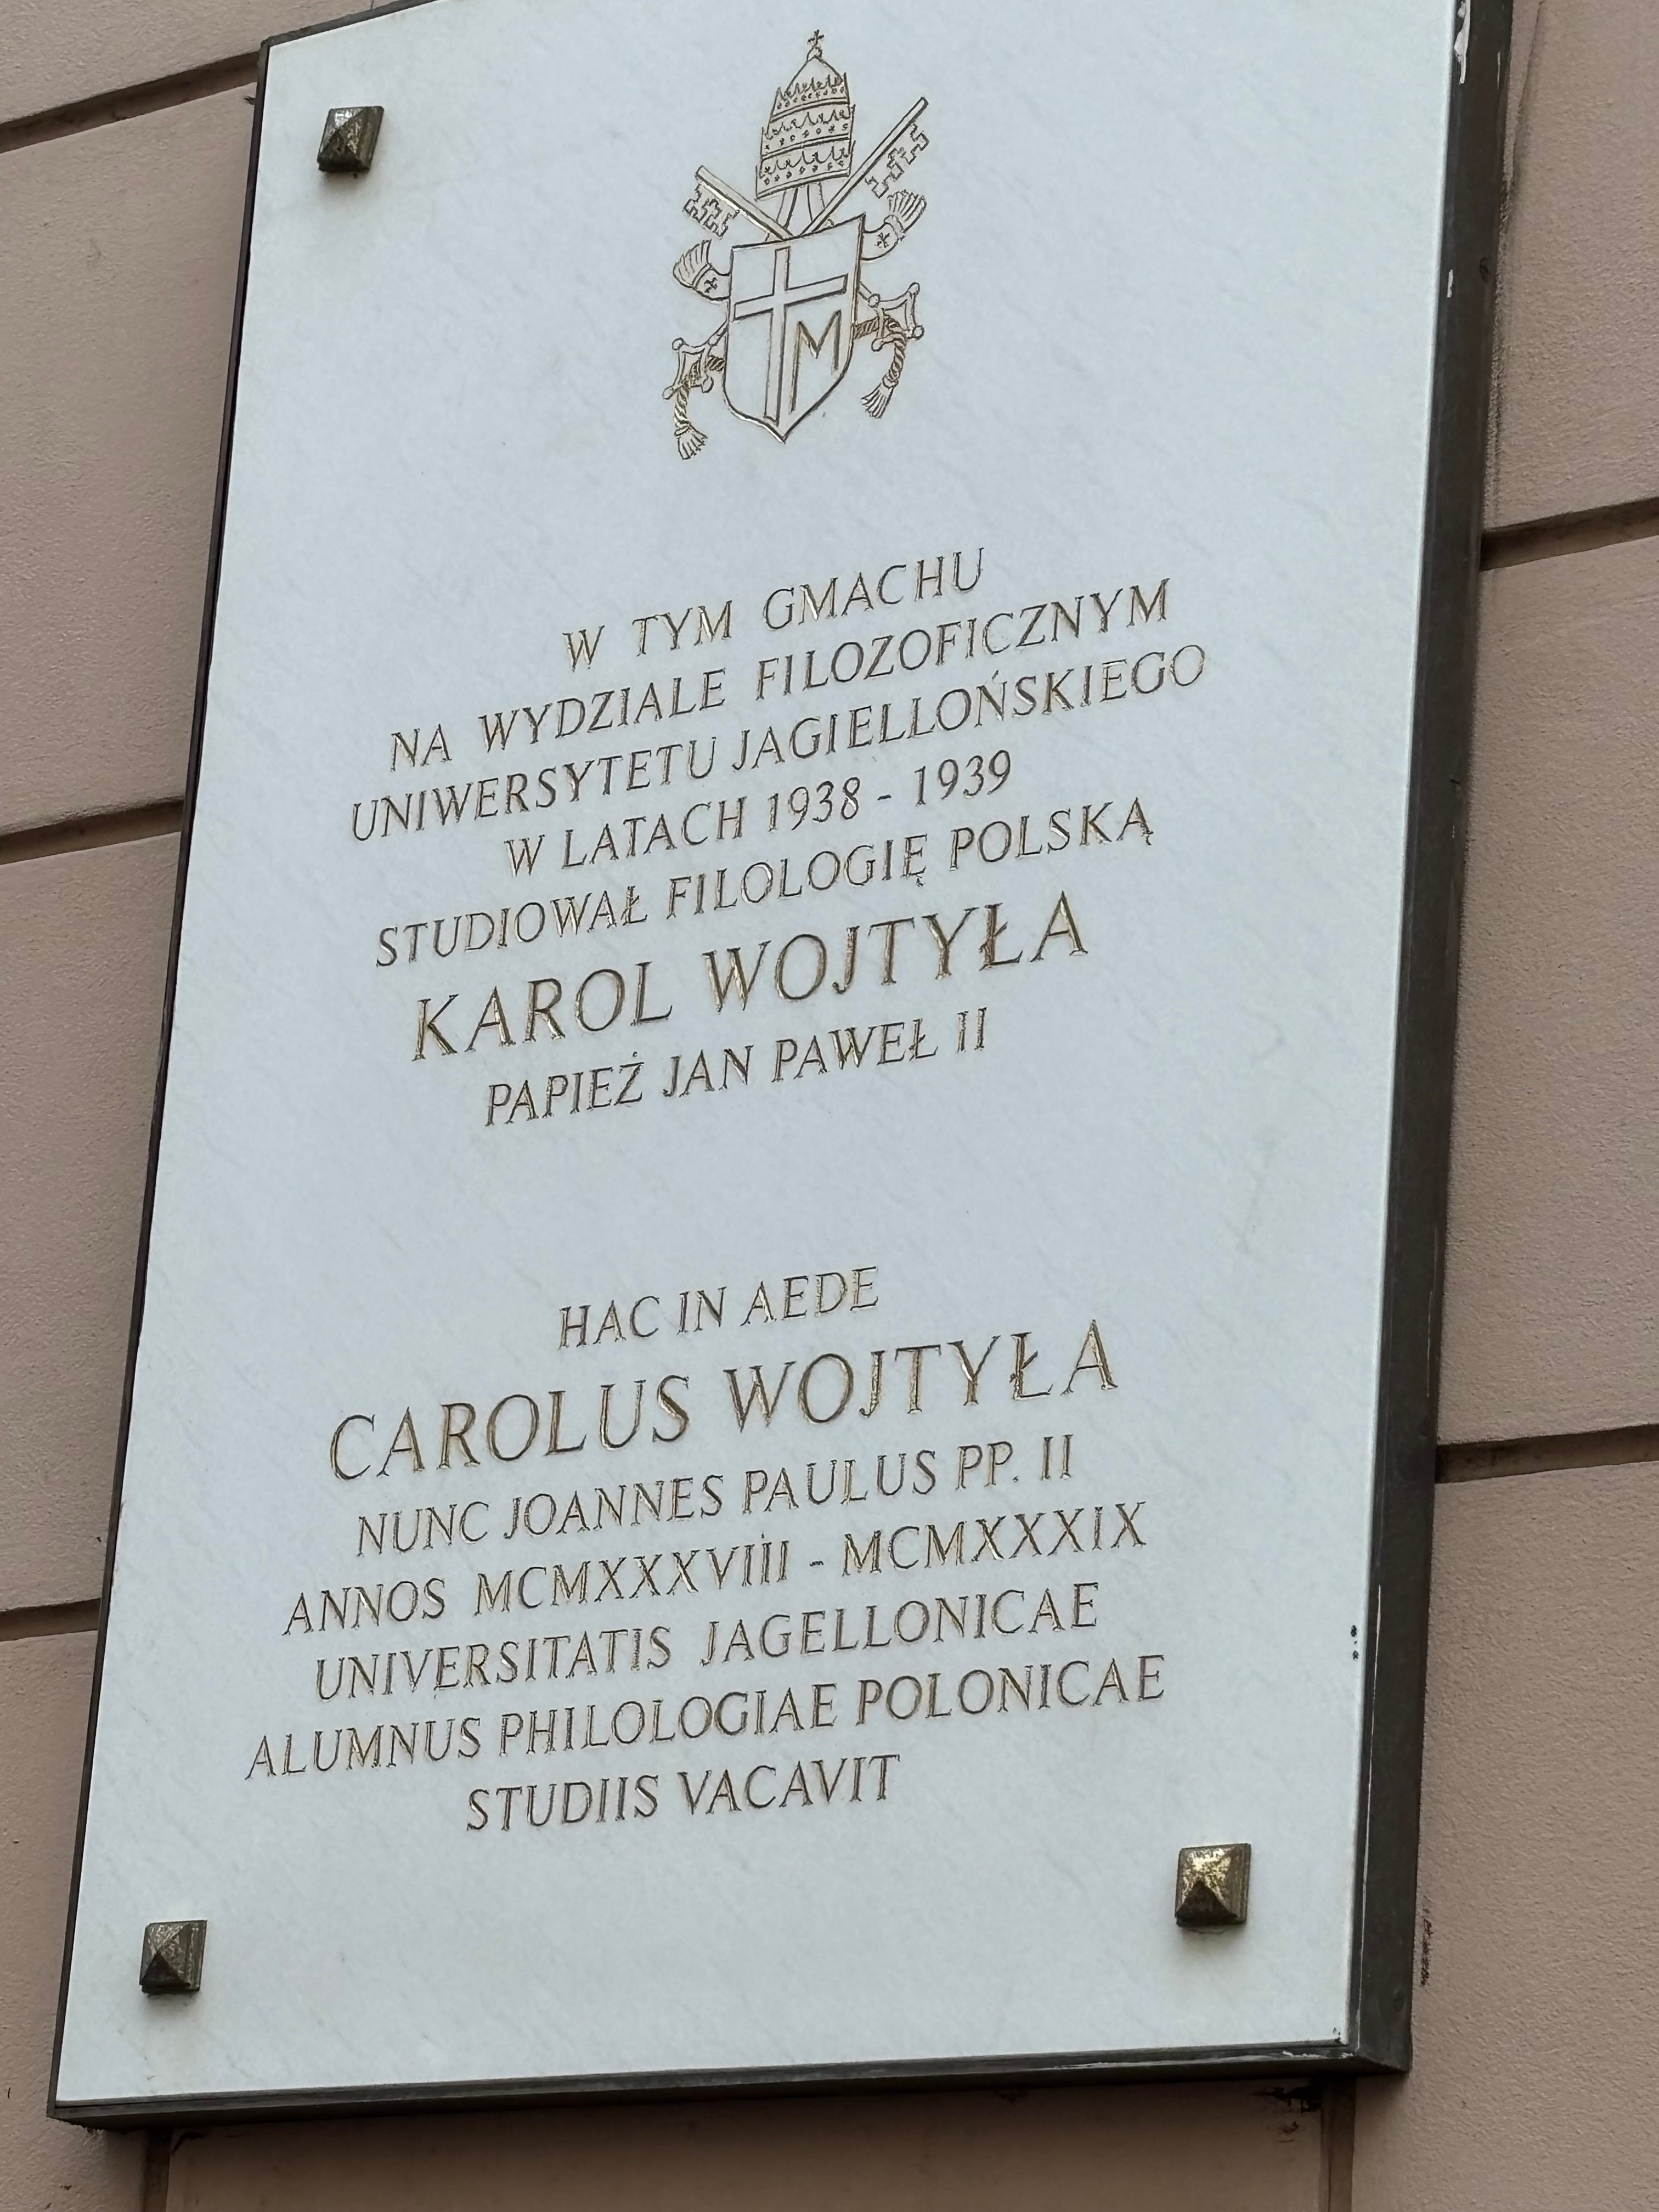 M
W TYM GMACHU
NA WYDZIALE FILOZOFICZNYM
UNIWERSYTETU JAGIELLOŃSKIEGO
W LATACH 1938 - 1939
STUDIOWAŁ FILOLOGIĘ POLSKĄ
KAROL WOJTYŁA
PAPIEŻ JAN PAWEŁ II
HAC IN AEDE
CAROLUS WOJTYŁA
NUNC JOANNES PAULUS PP. II
ANNOS MCMXXXVIII - MCMXXXIX
UNIVERSITATIS JAGELLONICAE
ALUMNUS PHILOLOGIAE POLONICAE
STUDIIS VACAVIT